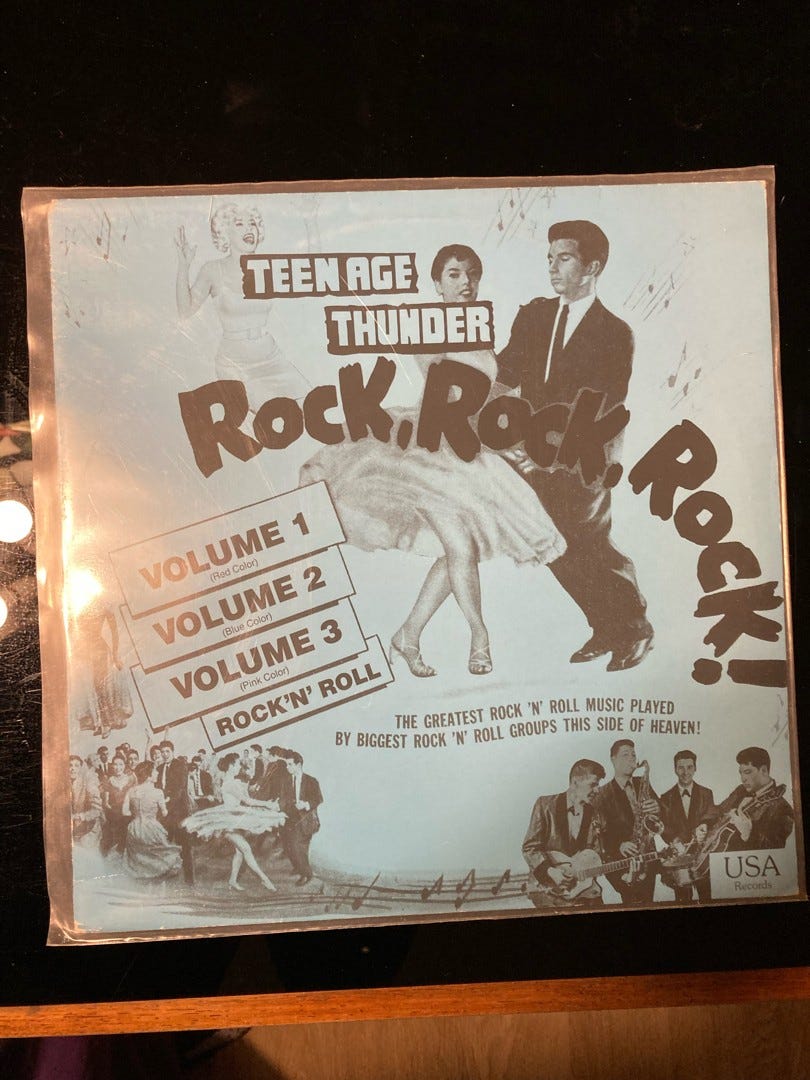 TEENAGE
THUNDER
ROCK, ROCK, ROCK!
VOLUME 1
(Red Color)
VOLUME 2
(Blue Color)
VOLUME 3
(Pink Color)
ROCK'N' ROLL
THE GREATEST ROCK 'N' ROLL MUSIC PLAYED
BY BIGGEST ROCK 'N' ROLL GROUPS THIS SIDE OF HEAVEN!
USA
Records